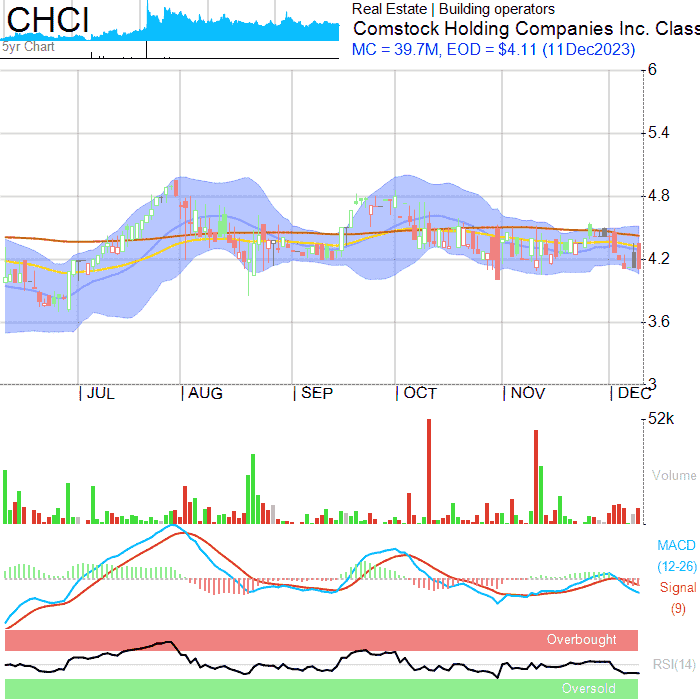 CHCI
5yr Chart
Real Estate | Building operators
Comstock Holding Companies Inc. Class
MC = 39.7M, EOD = $4.11 (11Dec2023)
6
5.4
4.8
4.2
3.6
3
| JUL | AUG | SEP | OCT | NOV | DEC
52k
Volume
MACD
(12-26)
Signal
(9)
Overbought
RSI(14)
Oversold